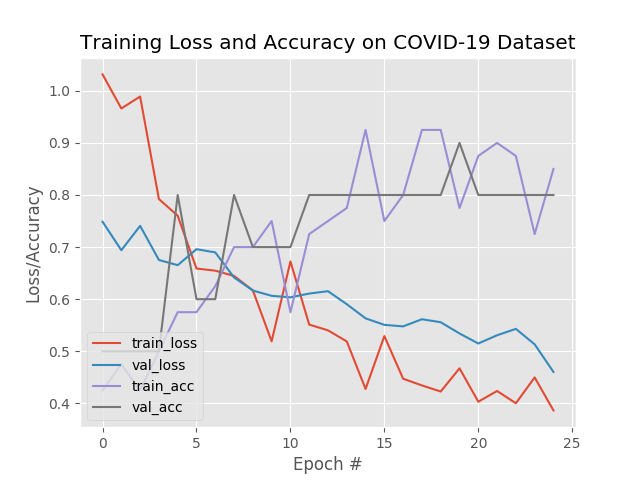 Training Loss and Accuracy on COVID-19 Dataset
Loss/Accuracy
1.0
0.9
0.8
0.7
0.6
0.5
0.4
train_loss
val_loss
train_acc
val_acc
0
5
10
15
20
25
Epoch #